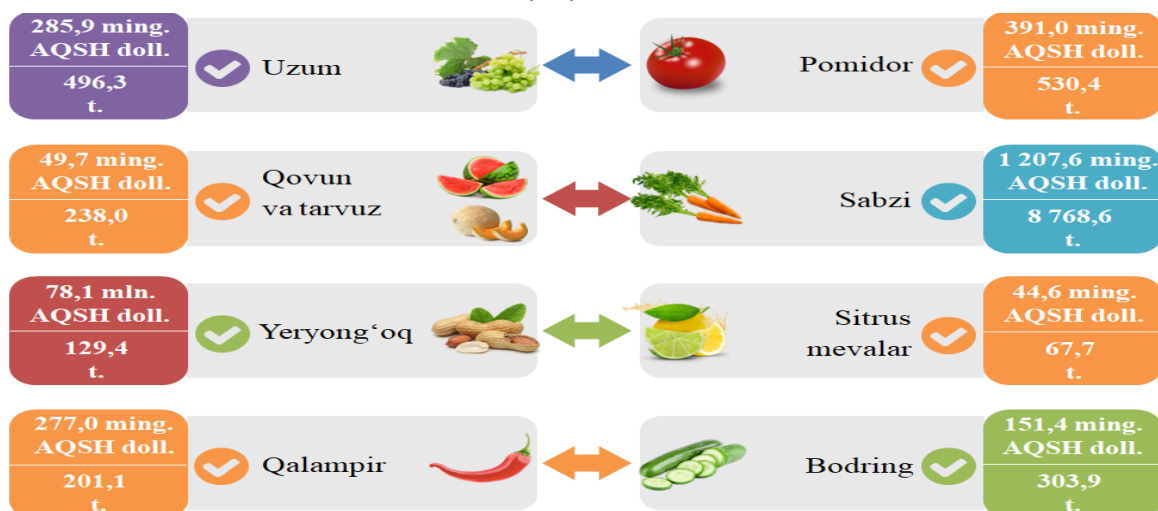 285,9 ming.
AQSH doll.
496,3
t.
Uzum
Pomidor
391,0 ming.
AQSH doll.
530,4
t.
49,7 ming.
AQSH doll.
238,0
t.
Qovun
va tarvuz
Sabzi
1 207,6 ming.
AQSH doll.
8 768,6
t.
78,1 mln.
AQSH doll.
129,4
t.
Yeryong‘oq
Sitrus
mevalar
44,6 ming.
AQSH doll.
67,7
t.
277,0 ming.
AQSH doll.
201,1
t.
Qalampir
Bodring
151,4 ming.
AQSH doll.
303,9
t.